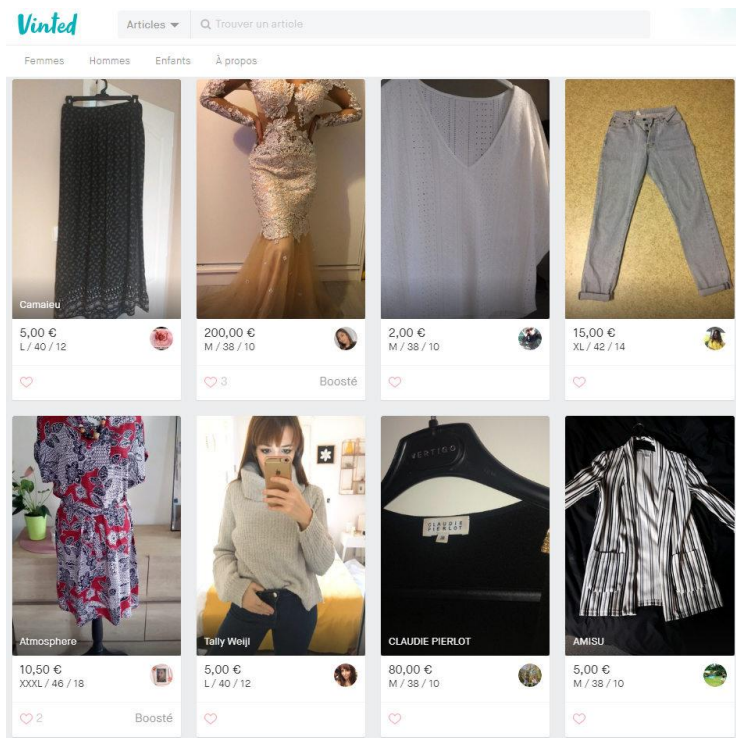 Vinted
Articles
Trouver un article
Femmes
Hommes
Enfants
À propos
Camaieu
5,00 €
L / 40 / 12
200,00 €
M / 38 / 10
3
Boosté
2,00 €
M / 38 / 10
15,00 €
XL / 42 / 14
Atmosphere
10,50 €
XXXL / 46 / 18
2
Boosté
Tally Weijl
5,00 €
L / 40 / 12
VERTIGO
CLAUDIE
PIERLOT
CLAUDIE PIERLOT
80,00 €
M / 38 / 10
AMISU
5,00 €
M / 38 / 10